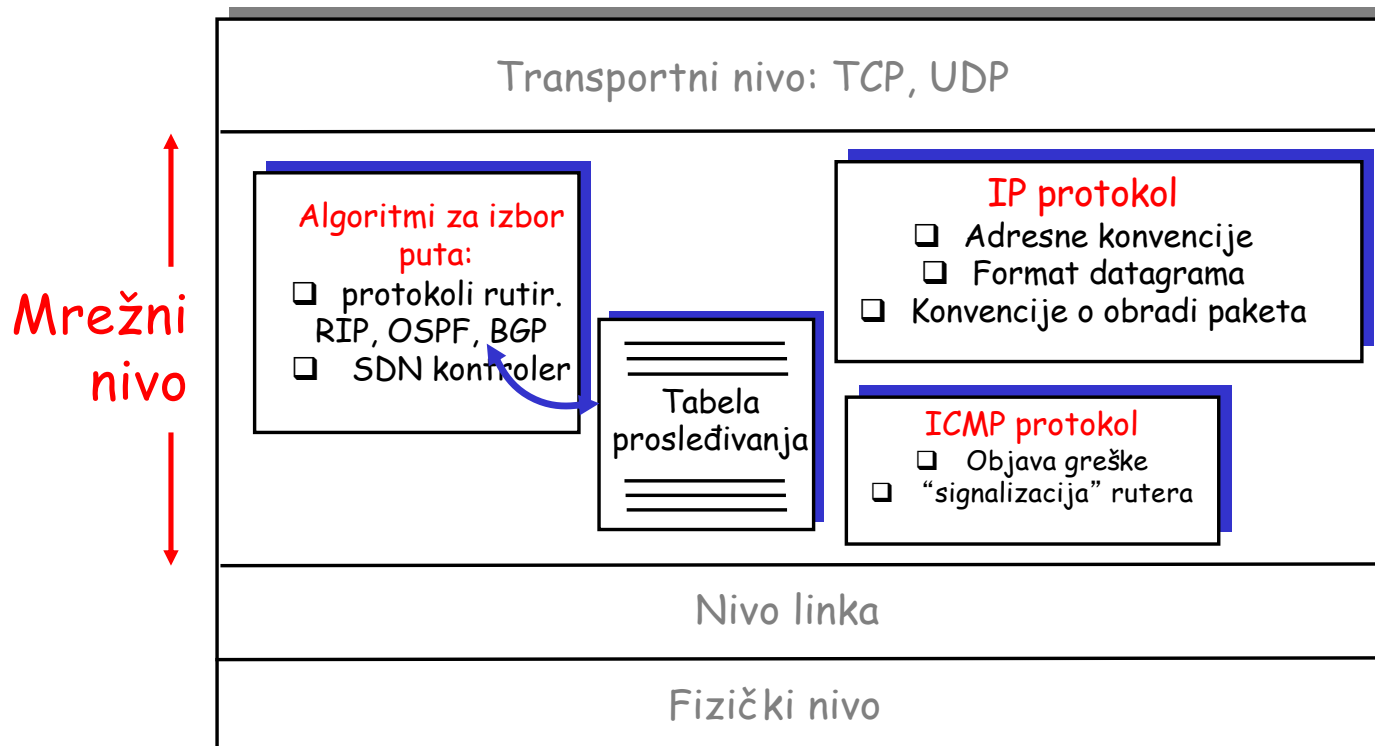 Transportni nivo: TCP, UDP
Mrežni
nivo
Algoritmi za izbor
puta:
❑ protokoli rutir.
RIP, OSPF, BGP
❑ SDN kontroler
Tabela
prosleđivanja
IP protokol
❑ Adresne konvencije
❑ Format datagrama
❑ Konvencije o obradi paketa
ICMP protokol
❑ Objava greške
❑ “signalizacija” rutera
Nivo linka
Fizički nivo